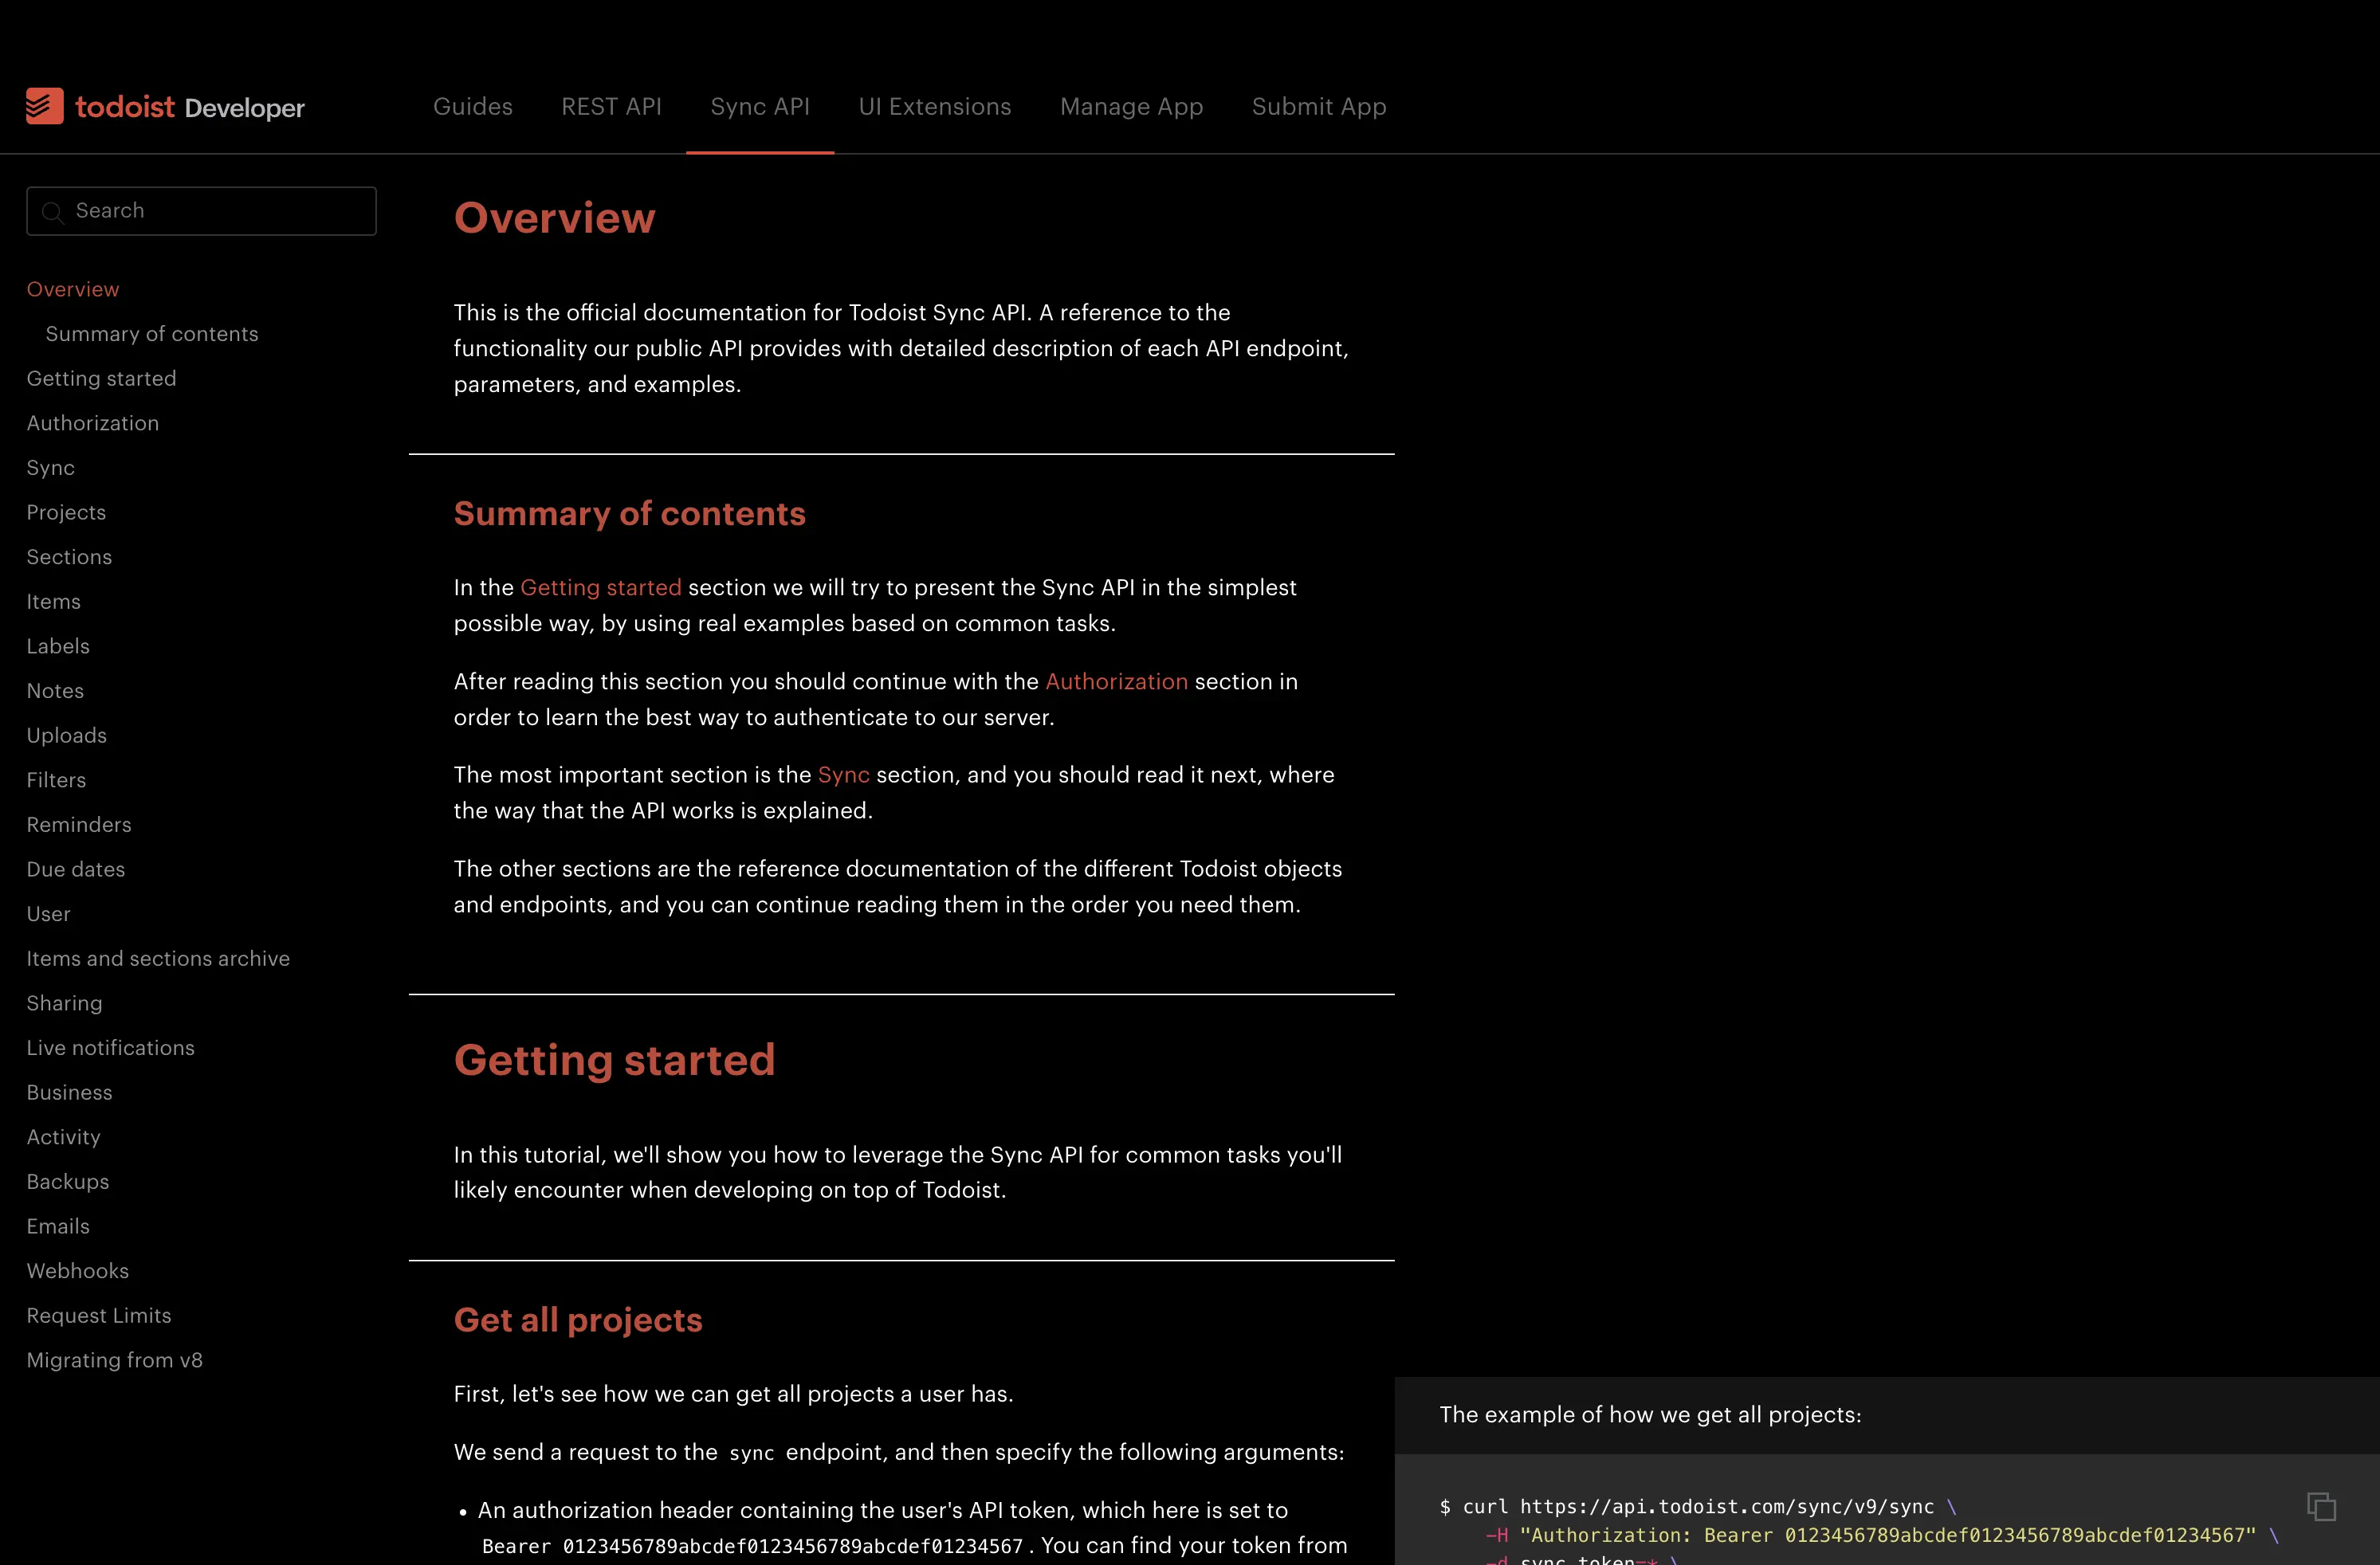 todoist Developer
Guides REST API Sync API UI Extensions Manage App Submit App
Search
Overview
Summary of contents
Getting started
Authorization
Sync
Projects
Sections
Items
Labels
Notes
Uploads
Filters
Reminders
Due dates
User
Items and sections archive
Sharing
Live notifications
Business
Activity
Backups
Emails
Webhooks
Request Limits
Migrating from v8
Overview
This is the official documentation for Todoist Sync API. A reference to the
functionality our public API provides with detailed description of each API endpoint,
parameters, and examples.
Summary of contents
In the Getting started section we will try to present the Sync API in the simplest
possible way, by using real examples based on common tasks.
After reading this section you should continue with the Authorization section in
order to learn the best way to authenticate to our server.
The most important section is the Sync section, and you should read it next, where
the way that the API works is explained.
The other sections are the reference documentation of the different Todoist objects
and endpoints, and you can continue reading them in the order you need them.
Getting started
In this tutorial, we'll show you how to leverage the Sync API for common tasks you'll
likely encounter when developing on top of Todoist.
Get all projects
First, let's see how we can get all projects a user has.
We send a request to the sync endpoint, and then specify the following arguments:
• An authorization header containing the user's API token, which here is set to
Bearer 0123456789abcdef0123456789abcdef01234567. You can find your token from
The example of how we get all projects:
$ curl https://api.todoist.com/sync/v9/sync \
-H "Authorization: Bearer 0123456789abcdef0123456789abcdef01234567" \
-d sync_token=* \